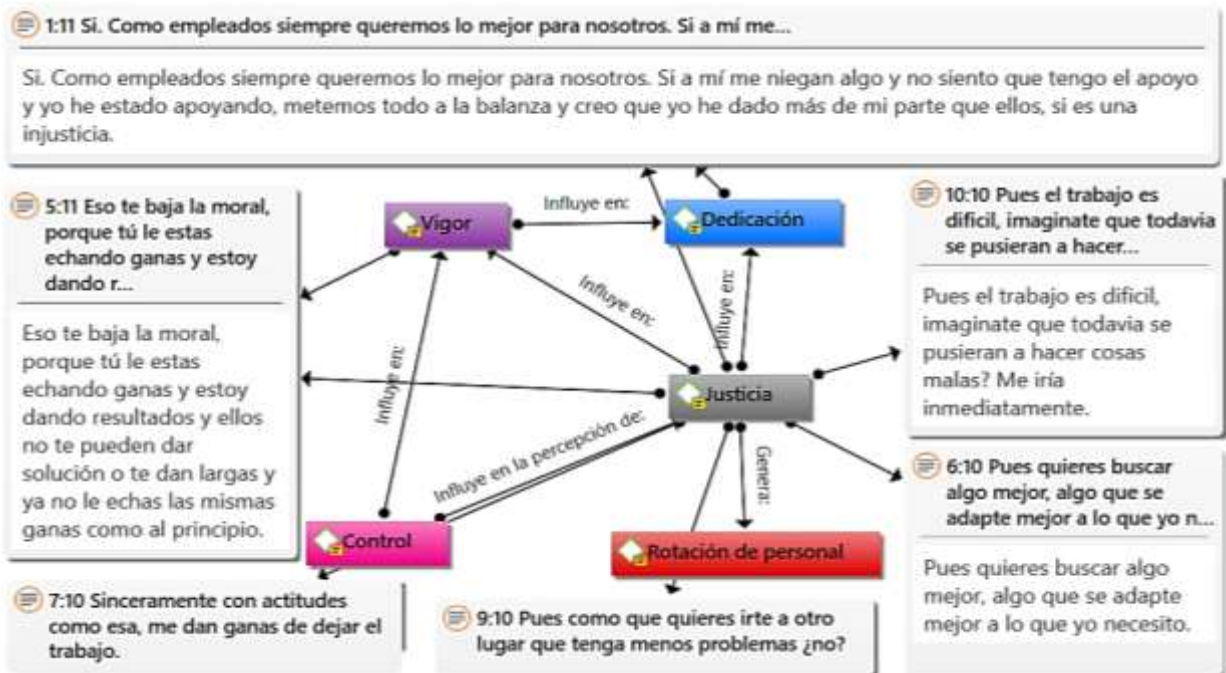 1:11 Si. Como empleados siempre queremos lo mejor para nosotros. Si a mí me...
Si. Como empleados siempre queremos lo mejor para nosotros. Si a mí me niegan algo y no siento que tengo el apoyo
y yo he estado apoyando, metemos todo a la balanza y creo que yo he dado más de mi parte que ellos, si es una
injusticia.
5:11 Eso te baja la moral,
porque tú le estas
echando ganas y estoy
dando r...
Eso te baja la moral,
porque tú le estas
echando ganas y estoy
dando resultados y ellos
no te pueden dar
solución o te dan largas y
ya no le echas las mismas
ganas como al principio.
Vigor
Influye en:
Dedicación
Influye en:
Influye en:
Influye en:
Justicia
Influye en la percepción de:
Genera:
Control
Rotación de personal
10:10 Pues el trabajo es
dificil, imaginate que todavia
se pusieran a hacer...
Pues el trabajo es dificil,
imaginate que todavia se
pusieran a hacer cosas
malas? Me iría
inmediatamente.
6:10 Pues quieres buscar
algo mejor, algo que se
adapte mejor a lo que yo n...
Pues quieres buscar algo
mejor, algo que se adapte
mejor a lo que yo necesito.
7:10 Sinceramente con actitudes
como esa, me dan ganas de dejar el
trabajo.
9:10 Pues como que quieres irte a otro
lugar que tenga menos problemas ¿no?